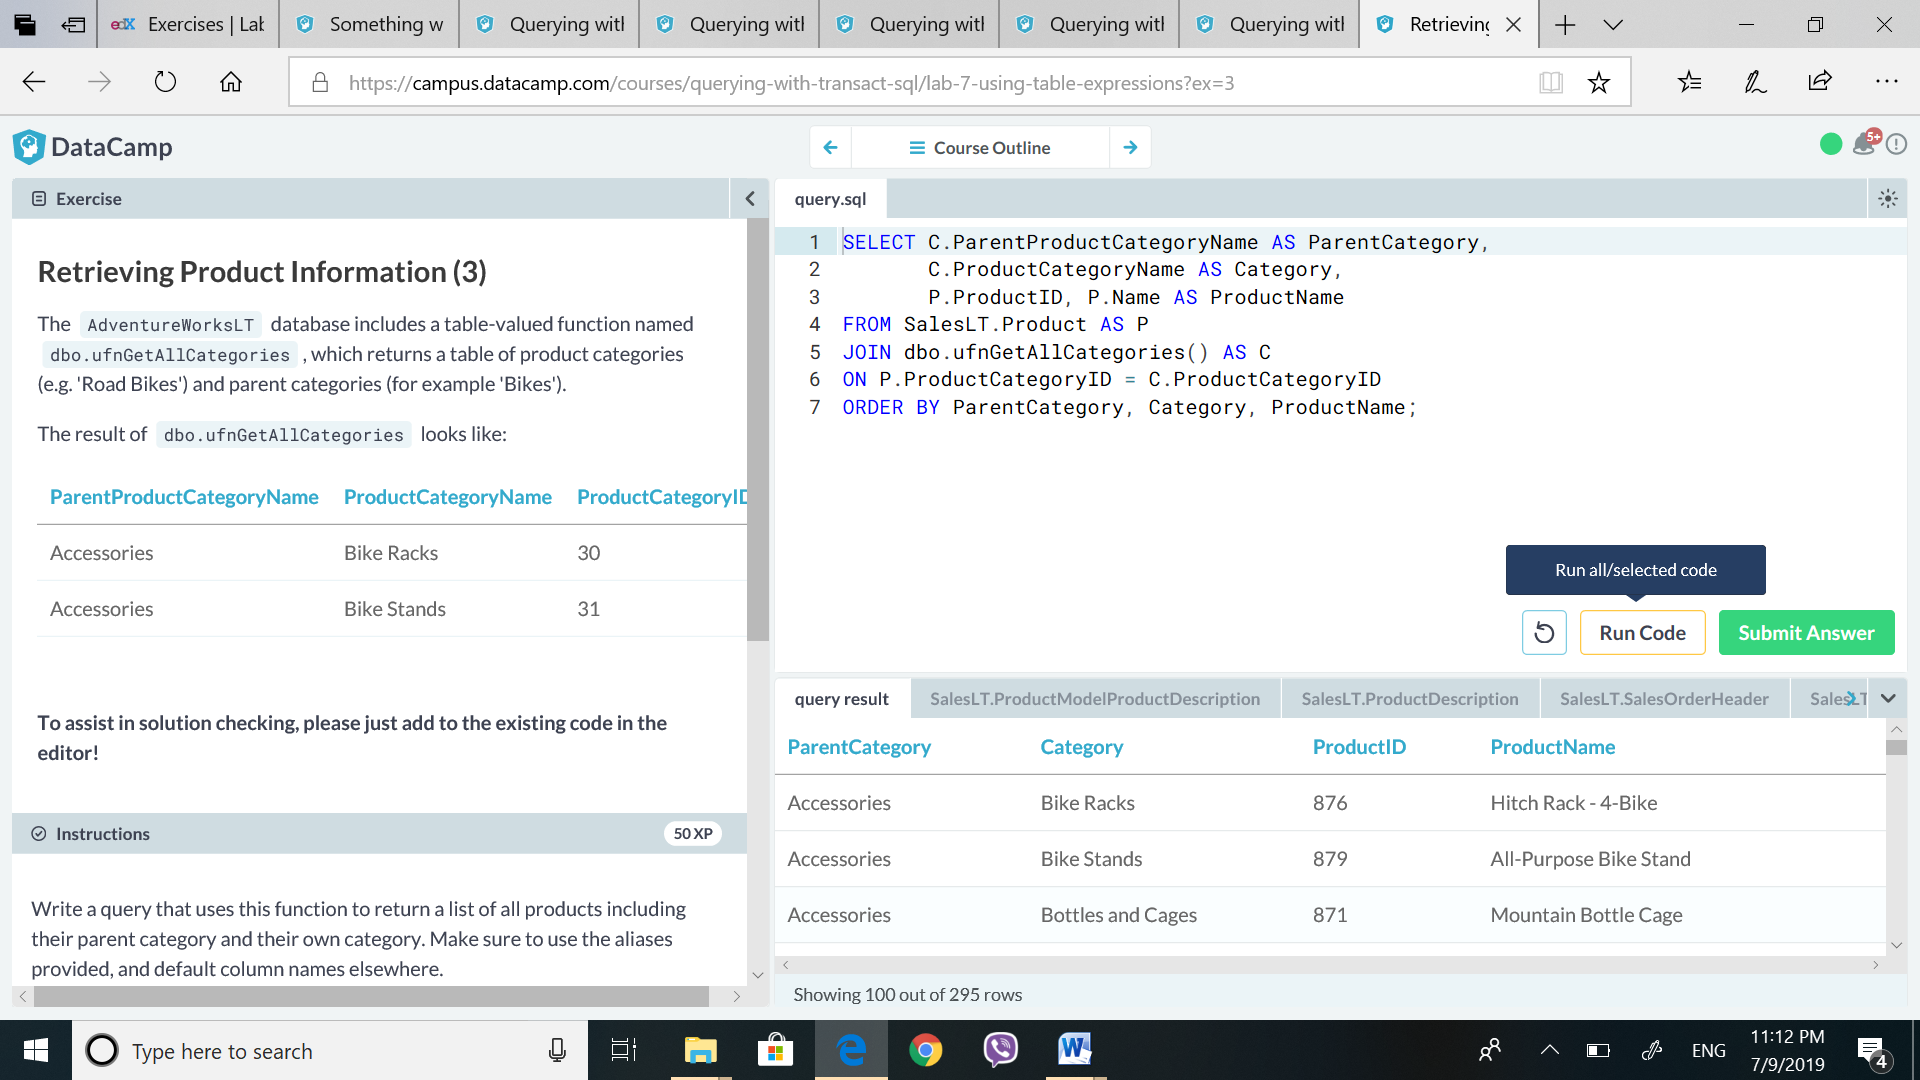 edX Exercises | Lab
Something w
Querying with
Querying with
Querying with
Querying with
Querying with
Retrieving
https://campus.datacamp.com/courses/querying-with-transact-sql/lab-7-using-table-expressions?ex=3
DataCamp
Course Outline
5+
Exercise
Retrieving Product Information (3)
The AdventureWorksLT database includes a table-valued function named
dbo.ufnGetAllCategories , which returns a table of product categories
(e.g. 'Road Bikes') and parent categories (for example 'Bikes').
The result of dbo.ufnGetAllCategories looks like:
ParentProductCategoryName ProductCategoryName ProductCategoryID
Accessories Bike Racks 30
Accessories Bike Stands 31
To assist in solution checking, please just add to the existing code in the
editor!
Instructions 50 XP
Write a query that uses this function to return a list of all products including
their parent category and their own category. Make sure to use the aliases
provided, and default column names elsewhere.
query.sql
1 SELECT C.ParentProductCategoryName AS ParentCategory,
2 C.ProductCategoryName AS Category,
3 P.ProductID, P.Name AS ProductName
4 FROM SalesLT.Product AS P
5 JOIN dbo.ufnGetAllCategories() AS C
6 ON P.ProductCategoryID = C.ProductCategoryID
7 ORDER BY ParentCategory, Category, ProductName;
Run all/selected code
Run Code
Submit Answer
query result SalesLT.ProductModelProductDescription SalesLT.ProductDescription SalesLT.SalesOrderHeader SalesLT
ParentCategory Category ProductID ProductName
Accessories Bike Racks 876 Hitch Rack - 4-Bike
Accessories Bike Stands 879 All-Purpose Bike Stand
Accessories Bottles and Cages 871 Mountain Bottle Cage
Showing 100 out of 295 rows
Type here to search
ENG
11:12 PM
7/9/2019
4